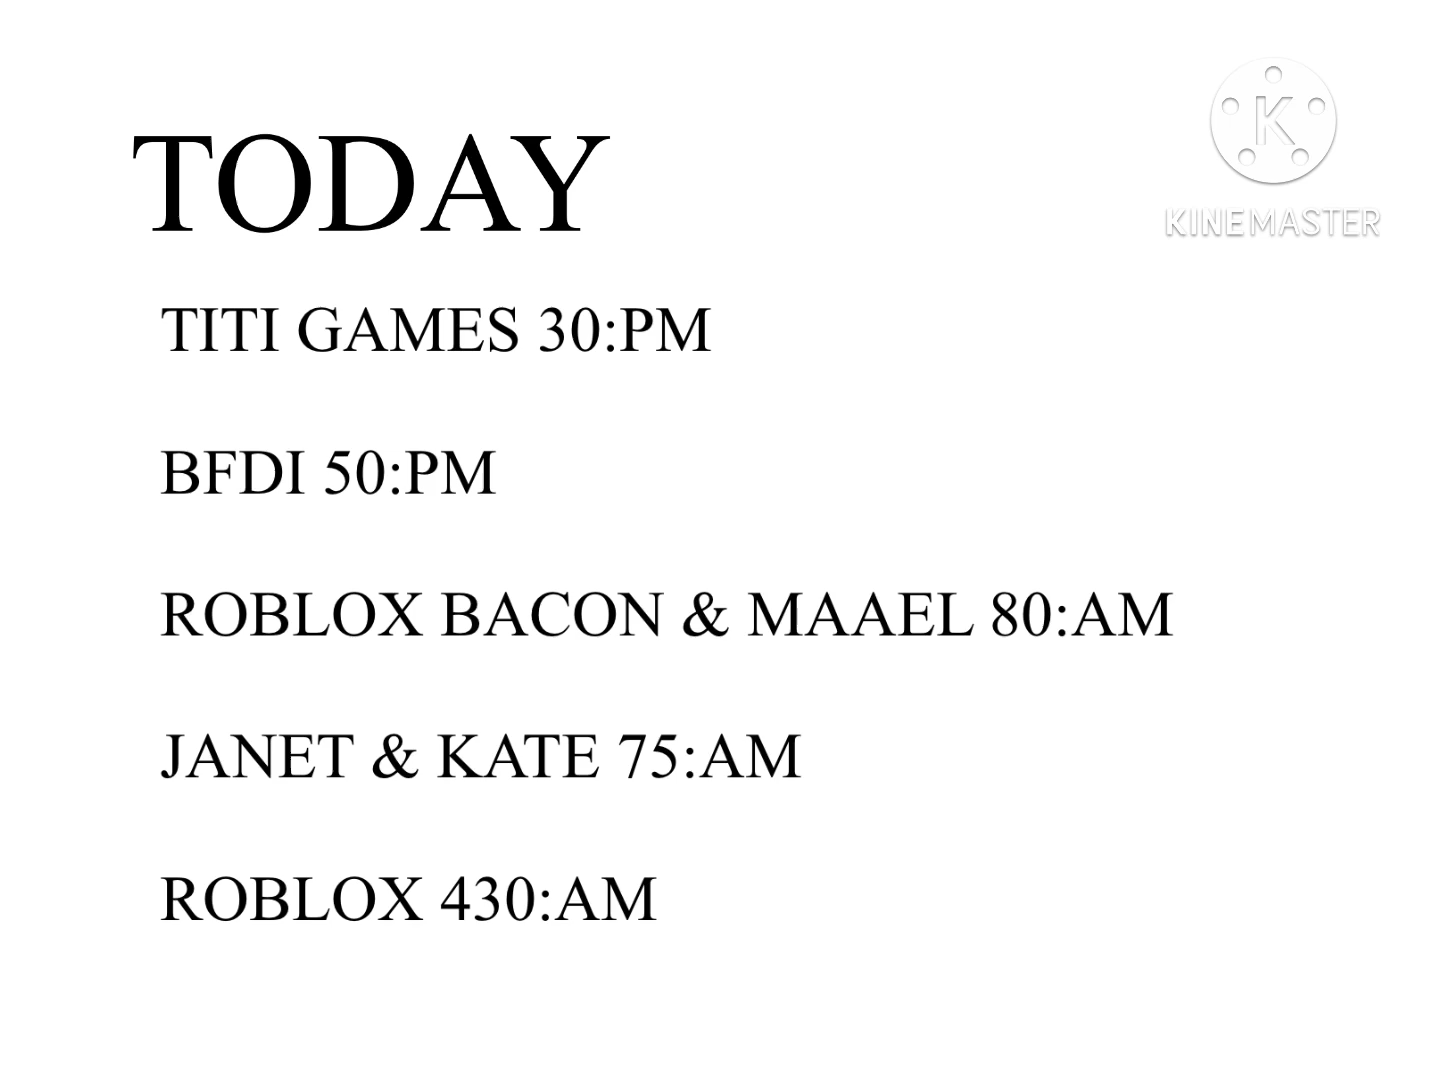 TODAY
K
KINEMASTER
TITI GAMES 30:PM
BFDI 50:PM
ROBLOX BACON & MAAEL 80:AM
JANET & KATE 75:AM
ROBLOX 430:AM